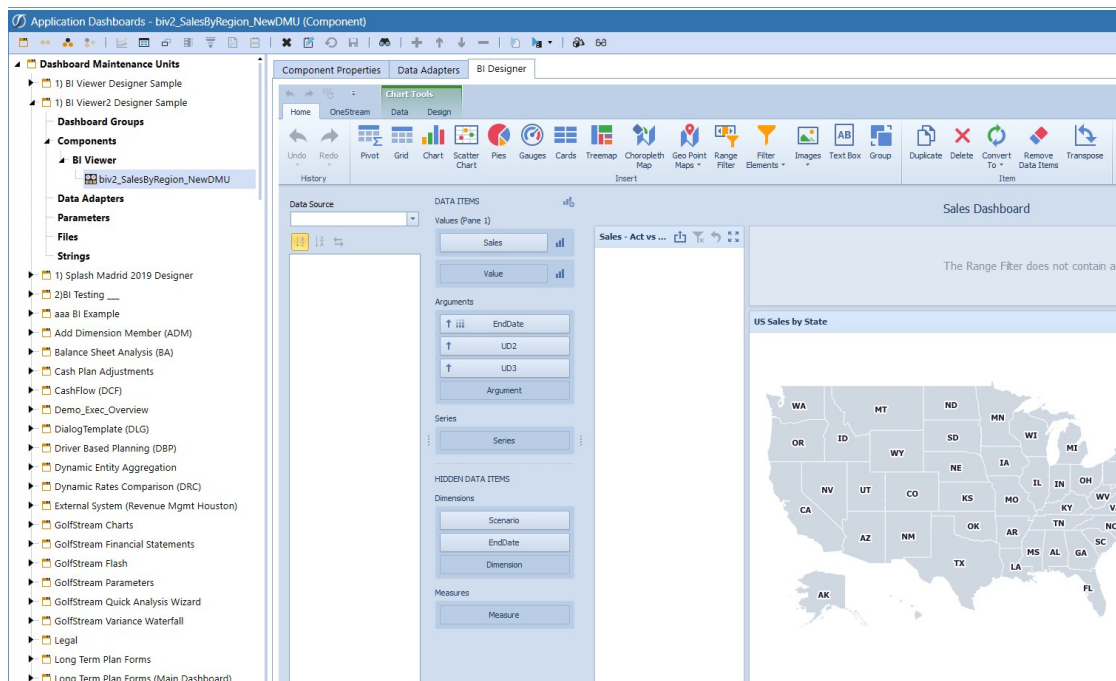 Application Dashboards - biv2_SalesByRegion_NewDMU (Component)
Dashboard Maintenance Units
1) BI Viewer Designer Sample
1) BI Viewer2 Designer Sample
Dashboard Groups
Components
BI Viewer
biv2_SalesByRegion_NewDMU
Data Adapters
Parameters
Files
Strings
1) Splash Madrid 2019 Designer
2)BI Testing ___
aaa BI Example
Add Dimension Member (ADM)
Balance Sheet Analysis (BA)
Cash Plan Adjustments
CashFlow (DCF)
Demo_Exec_Overview
DialogTemplate (DLG)
Driver Based Planning (DBP)
Dynamic Entity Aggregation
Dynamic Rates Comparison (DRC)
External System (Revenue Mgmt Houston)
GolfStream Charts
GolfStream Financial Statements
GolfStream Flash
GolfStream Parameters
GolfStream Quick Analysis Wizard
GolfStream Variance Waterfall
Legal
Long Term Plan Forms
Long Term Plan Forms (Main Dashboard)
Component Properties Data Adapters BI Designer
Chart Tools
Home OneStream Data Design
Undo Redo Pivot Grid Chart Scatter Chart Pies Gauges Cards Treemap Choropleth Map Geo Point Maps Range Filter Filter Elements Images Text Box Group Duplicate Delete Convert To Remove Data Items Transpose
History Insert Item
Data Source
DATA ITEMS
Values (Pane 1)
Sales
Value
Arguments
EndDate
UD2
UD3
Argument
Series
Series
HIDDEN DATA ITEMS
Dimensions
Scenario
EndDate
Dimension
Measures
Measure
Sales Dashboard
Sales - Act vs ...
The Range Filter does not contain a
US Sales by State
WA MT ND MN
OR ID SD WI MI
WY NE IA
NV UT CO IL IN OH
CA KS MO KY WV V
AZ NM OK AR TN NC
TX MS AL GA SC
LA
AK FL